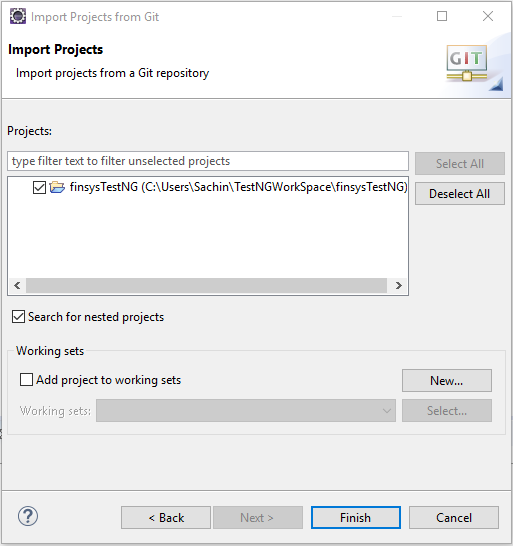 Import Projects from Git
Import Projects
Import projects from a Git repository
GIT
Projects:
type filter text to filter unselected projects
Select All
finsysTestNG (C:\Users\Sachin\TestNGWorkSpace\finsysTestNG)
Deselect All
Search for nested projects
Working sets
Add project to working sets
New...
Working sets:
Select...
?
< Back
Next >
Finish
Cancel